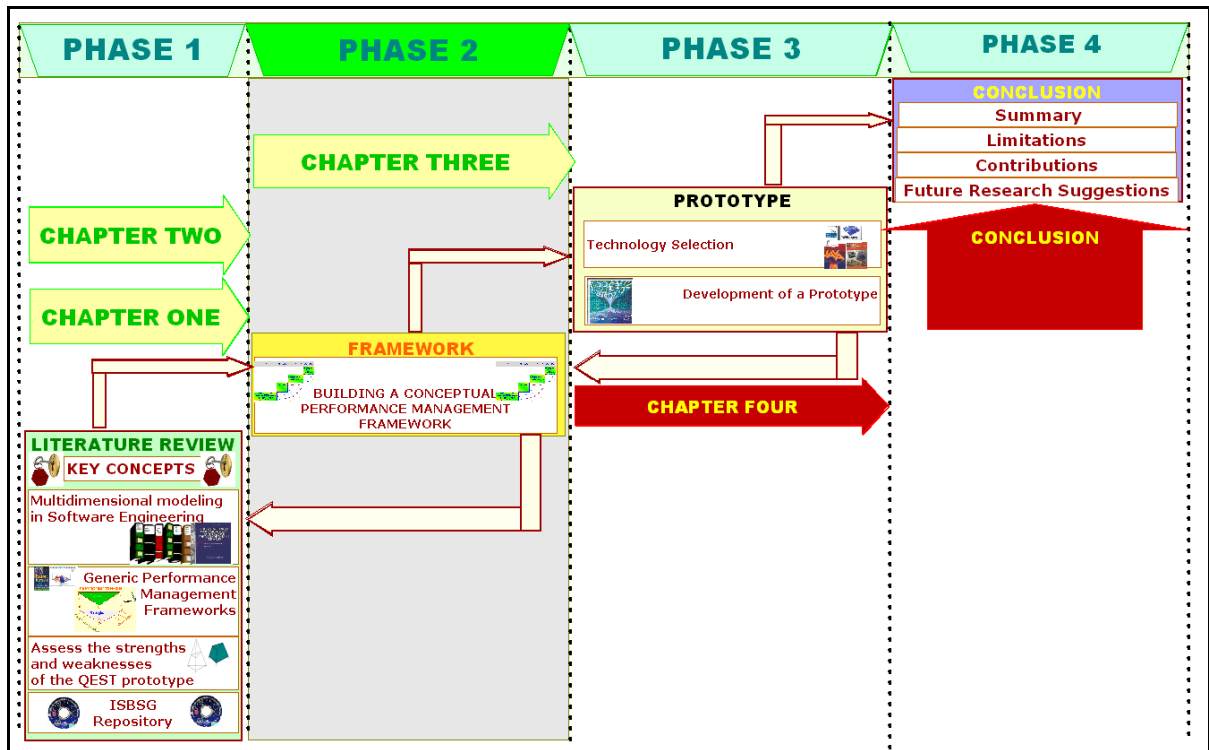 PHASE 1
PHASE 2
PHASE 3
PHASE 4
CHAPTER TWO
CHAPTER ONE
LITERATURE REVIEW
KEY CONCEPTS
Multidimensional modeling
in Software Engineering
Generic Performance
Management
Frameworks
Assess the strengths
and weaknesses
of the QEST prototype
ISBSG
Repository
CHAPTER THREE
FRAMEWORK
BUILDING A CONCEPTUAL
PERFORMANCE MANAGEMENT
FRAMEWORK
PROTOTYPE
Technology Selection
Development of a Prototype
CHAPTER FOUR
CONCLUSION
Summary
Limitations
Contributions
Future Research Suggestions
CONCLUSION